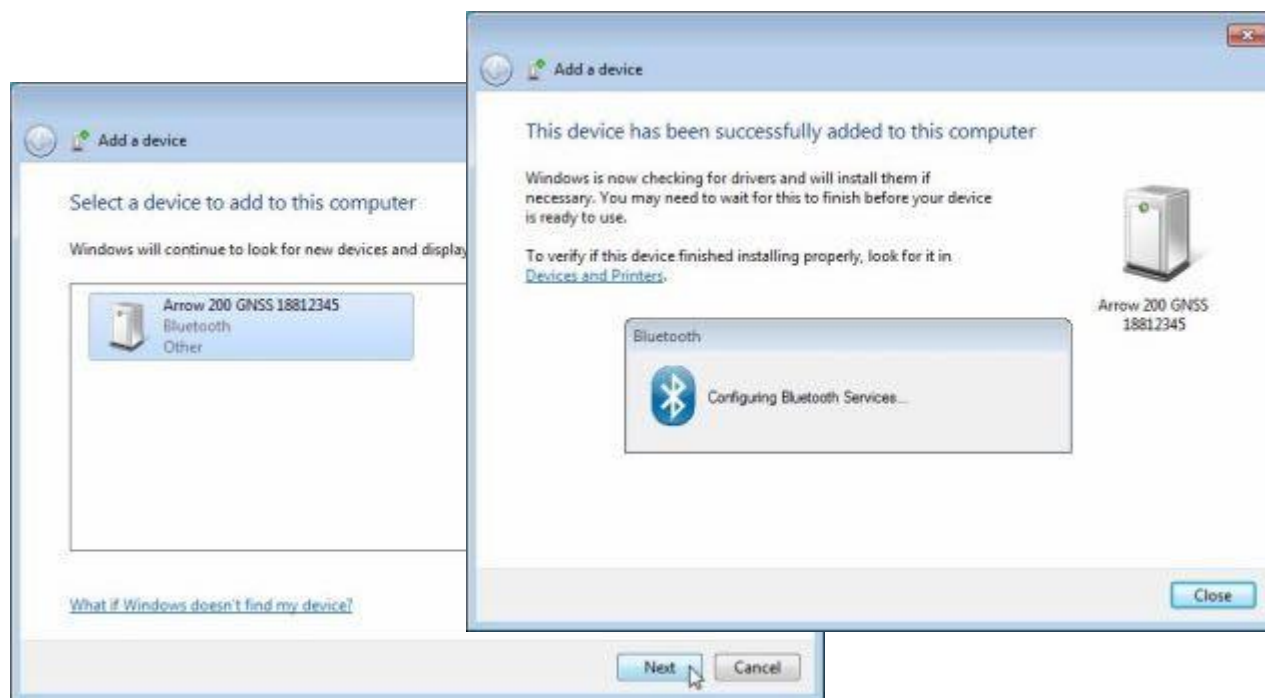 Add a device
Select a device to add to this computer
Windows will continue to look for new devices and display
Arrow 200 GNSS 18812345
Bluetooth
Other
What if Windows doesn't find my device?
Next
Cancel
Add a device
This device has been successfully added to this computer
Windows is now checking for drivers and will install them if
necessary. You may need to wait for this to finish before your device
is ready to use.
To verify if this device finished installing properly, look for it in
Devices and Printers.
Arrow 200 GNSS
18812345
Bluetooth
Configuring Bluetooth Services...
Close